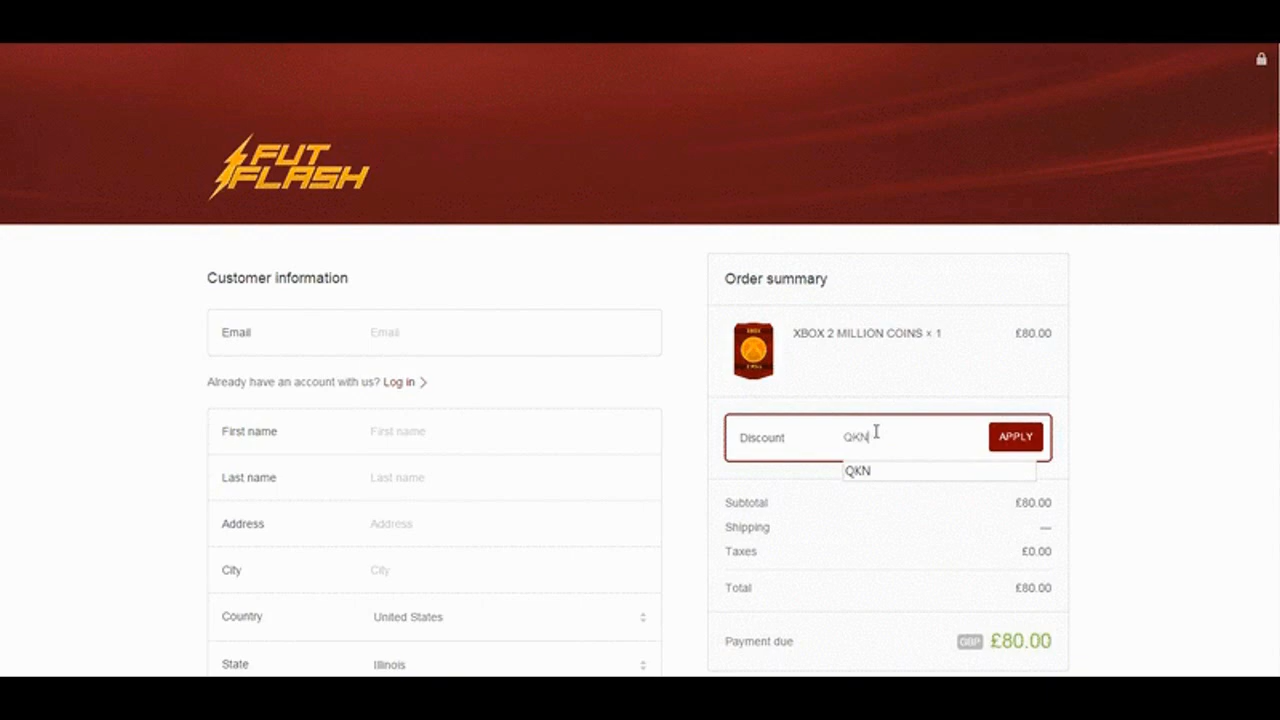 FUT
FLASH
Customer information
Email Email
Already have an account with us? Log in
First name First name
Last name Last name
Address Address
City City
Country United States
State Illinois
Order summary
XBOX 2 MILLION COINS × 1 £80.00
XBOX
Discount QKN APPLY
QKN
Subtotal £80.00
Shipping —
Taxes £0.00
Total £80.00
Payment due GBP £80.00